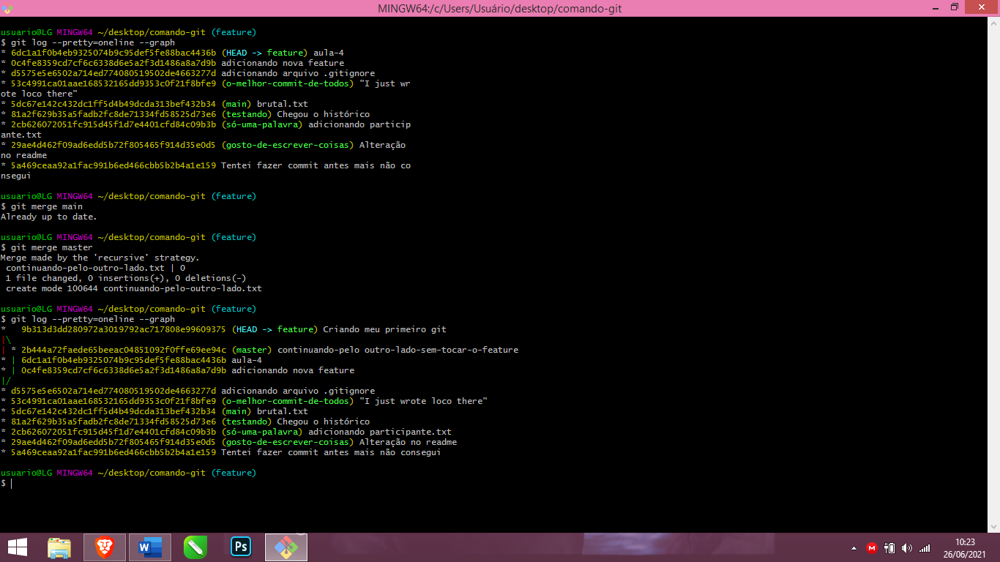 MINGW64:/c/Users/Usuário/desktop/comando-git
usuario@LG MINGW64 ~/desktop/comando-git (feature)
$ git log --pretty=oneline --graph
* 6dc1a1f0b4eb9325074b9c95def5fe88bac4436b (HEAD -> feature) aula-4
* 0c4fe8359cd7cf6c6338d6e5a2f3d1486a8a7d9b adicionando nova feature
* d5575e5e6502a714ed774080519502de4663277d adicionando arquivo .gitignore
* 53c4991ca01aae168532165dd9353c0f21f8bfe9 (o-melhor-commit-de-todos) "I just wr
ote loco there"
* 5dc67e142c432dc1ff5d4b49dcda313bef432b34 (main) brutal.txt
* 81a2f629b35a5fadb2fc8de71334fd58525d73e6 (testando) Chegou o histórico
* 2cb626072051fc915d45f1d7e4401cfd84c09b3b (só-uma-palavra) adicionando particip
ante.txt
* 29ae4d462f09ad6edd5b72f805465f914d35e0d5 (gosto-de-escrever-coisas) Alteração
no readme
* 5a469ceaa92a1fac991b6ed466cbb5b2b4a1e159 Tentei fazer commit antes mais não co
nsegui
usuario@LG MINGW64 ~/desktop/comando-git (feature)
$ git merge main
Already up to date.
usuario@LG MINGW64 ~/desktop/comando-git (feature)
$ git merge master
Merge made by the 'recursive' strategy.
continuando-pelo-outro-lado.txt | 0
1 file changed, 0 insertions(+), 0 deletions(-)
create mode 100644 continuando-pelo-outro-lado.txt
usuario@LG MINGW64 ~/desktop/comando-git (feature)
$ git log --pretty=oneline --graph
*   9b313d3dd280972a3019792ac717808e99609375 (HEAD -> feature) Criando meu primeiro git
|\
| * 2b444a72faede65beeac04851092f0ffe69ee94c (master) continuando-pelo outro-lado-sem-tocar-o-feature
* | 6dc1a1f0b4eb9325074b9c95def5fe88bac4436b aula-4
* | 0c4fe8359cd7cf6c6338d6e5a2f3d1486a8a7d9b adicionando nova feature
|/
* d5575e5e6502a714ed774080519502de4663277d adicionando arquivo .gitignore
* 53c4991ca01aae168532165dd9353c0f21f8bfe9 (o-melhor-commit-de-todos) "I just wrote loco there"
* 5dc67e142c432dc1ff5d4b49dcda313bef432b34 (main) brutal.txt
* 81a2f629b35a5fadb2fc8de71334fd58525d73e6 (testando) Chegou o histórico
* 2cb626072051fc915d45f1d7e4401cfd84c09b3b (só-uma-palavra) adicionando participante.txt
* 29ae4d462f09ad6edd5b72f805465f914d35e0d5 (gosto-de-escrever-coisas) Alteração no readme
* 5a469ceaa92a1fac991b6ed466cbb5b2b4a1e159 Tentei fazer commit antes mais não consegui
usuario@LG MINGW64 ~/desktop/comando-git (feature)
$
W
Ps
M
10:23
26/06/2021